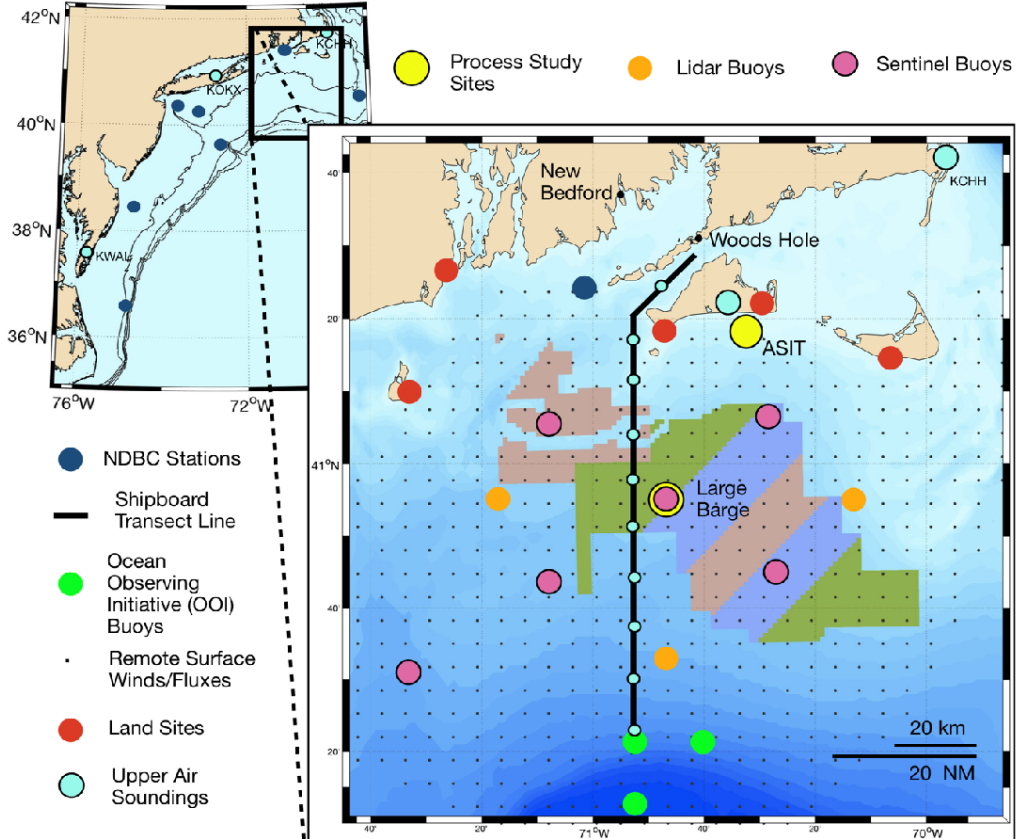 42°N
40°N
38°N
36°N
76°W
72°W
KCHH
KOKX
KWAL
Process Study
Sites
Lidar Buoys
Sentinel Buoys
NDBC Stations
Shipboard
Transect Line
Ocean
Observing
Initiative (OOI)
Buoys
Remote Surface
Winds/Fluxes
Land Sites
Upper Air
Soundings
40'
20'
41°N
40'
20'
New
Bedford
KCHH
Woods Hole
ASIT
Large
Barge
20 km
20 NM
40'
20'
71°W
40'
20'
70°W